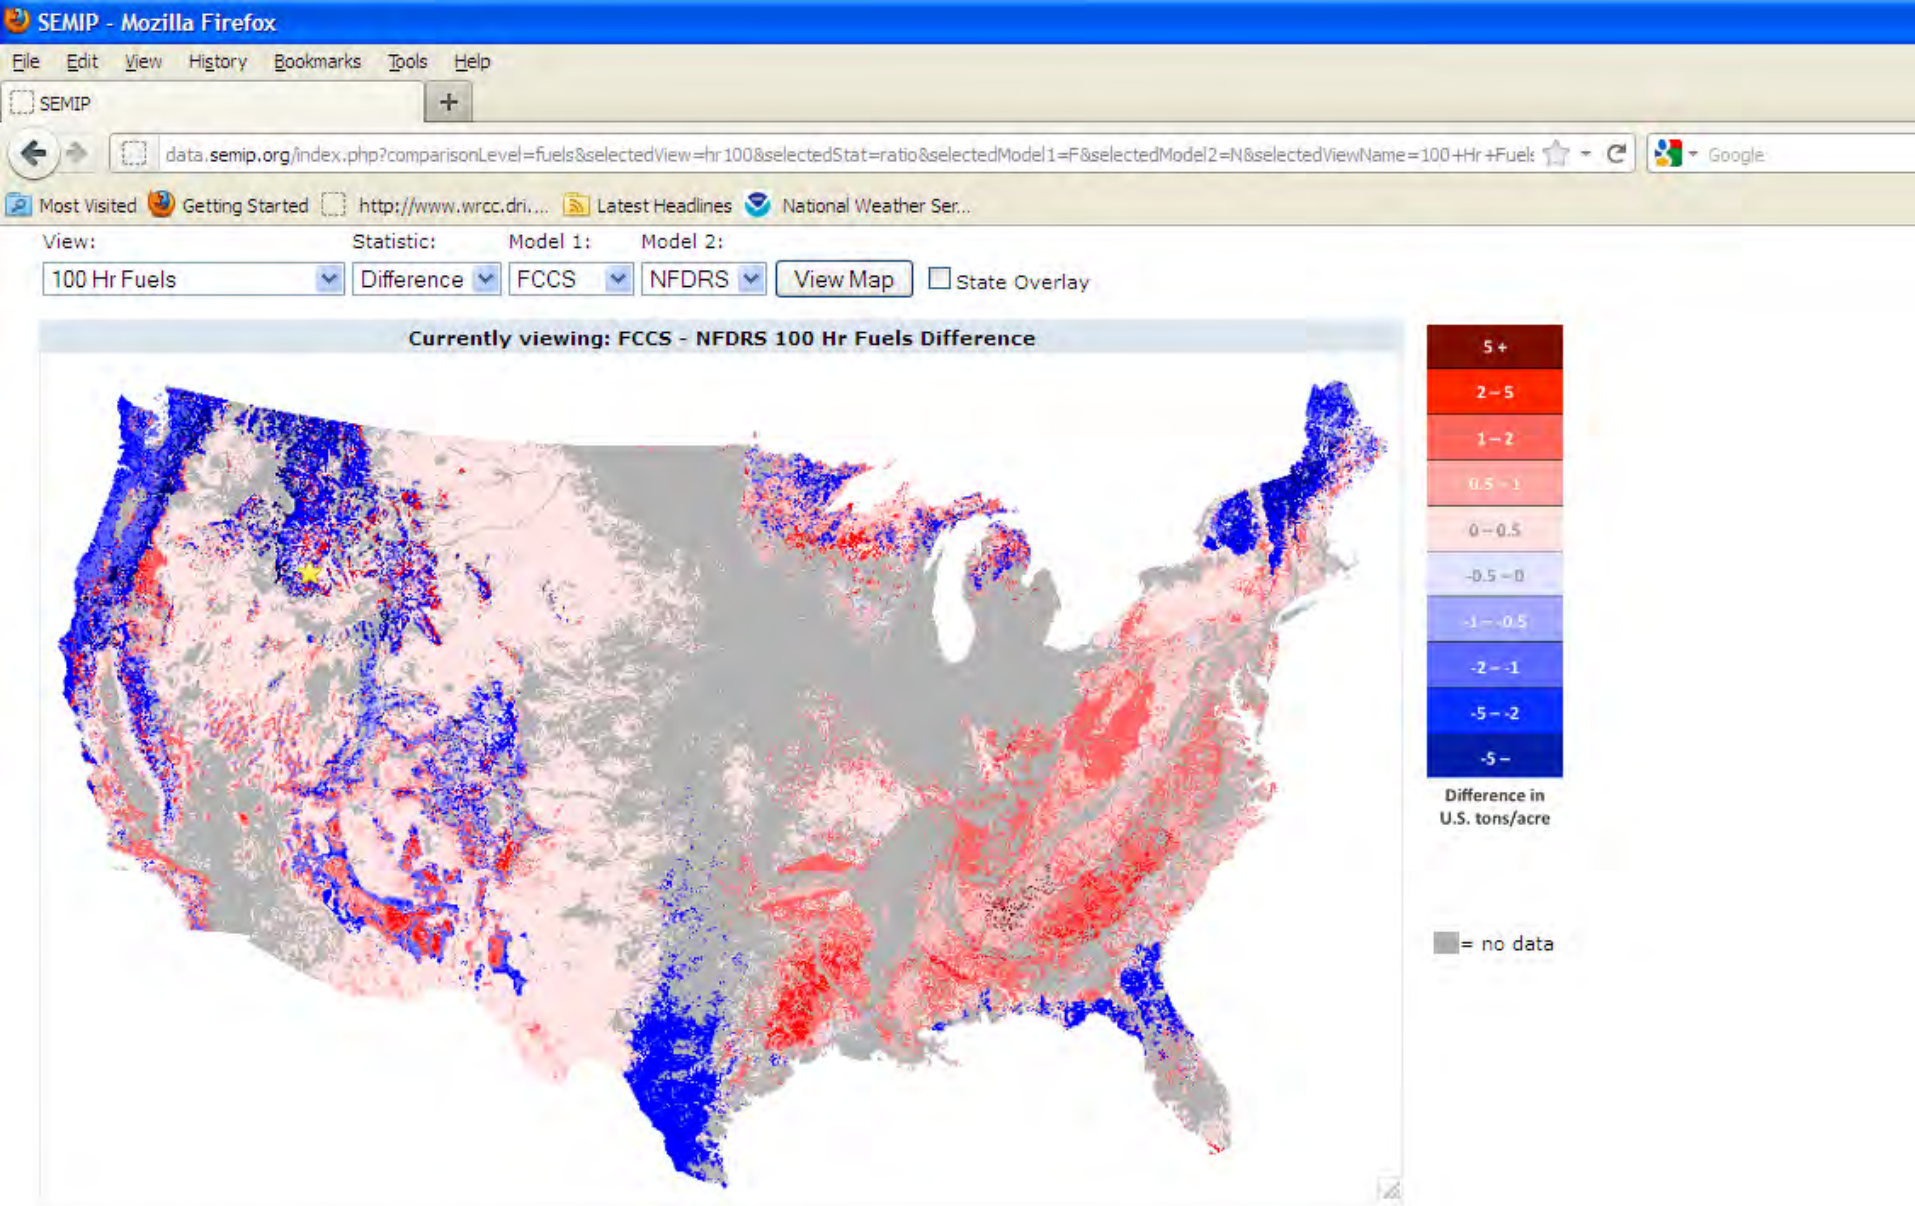 SEMIP - Mozilla Firefox
File Edit View History Bookmarks Tools Help
SEMIP +
data.semip.org/index.php?comparisonLevel=fuels&selectedView=hr100&selectedStat=ratio&selectedModel1=F&selectedModel2=N&selectedViewName=100+Hr+Fuels Google
Most Visited Getting Started http://www.wrcc.dri.... Latest Headlines National Weather Ser...
View: Statistic: Model 1: Model 2:
100 Hr Fuels Difference FCCS NFDRS View Map State Overlay
Currently viewing: FCCS - NFDRS 100 Hr Fuels Difference
5 +
2 – 5
1 – 2
0.5 – 1
0 – 0.5
-0.5 – 0
-1 – -0.5
-2 – -1
-5 – -2
-5 –
Difference in
U.S. tons/acre
= no data